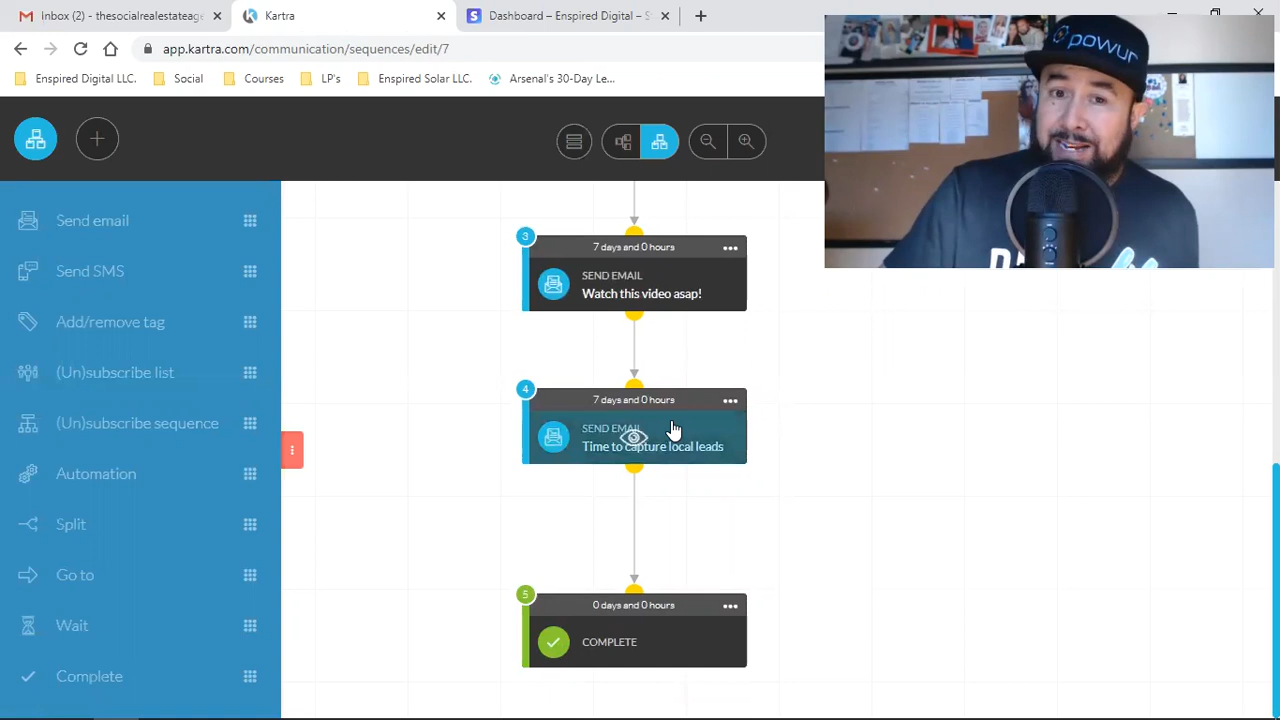 Inbox (19) - thesocialrealestateag
Kartra
Dashboard – Enspired Digital – S
app.kartra.com/communication/sequences/edit/7
Enspired Digital LLC.
Social
Courses
LP's
Enspired Solar LLC.
Arsenal's 30-Day Le...
powur
Send email
Send SMS
Add/remove tag
(Un)subscribe list
(Un)subscribe sequence
Automation
Split
Go to
Wait
Complete
3
7 days and 0 hours
SEND EMAIL
Watch this video asap!
4
7 days and 0 hours
SEND EMAIL
Time to capture local leads
5
0 days and 0 hours
COMPLETE